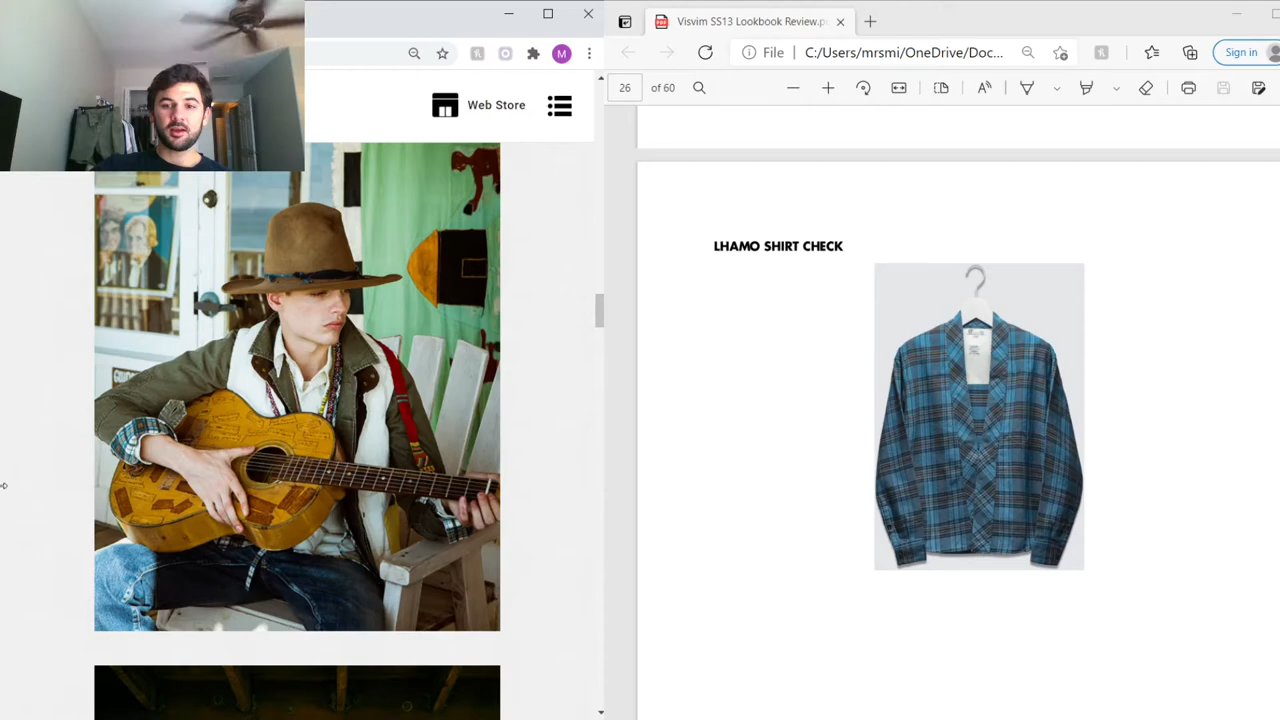 M
Web Store
Visvim SS13 Lookbook Review.p
File
C:/Users/mrsmi/OneDrive/Doc...
Sign in
26
of 60
LHAMO SHIRT CHECK